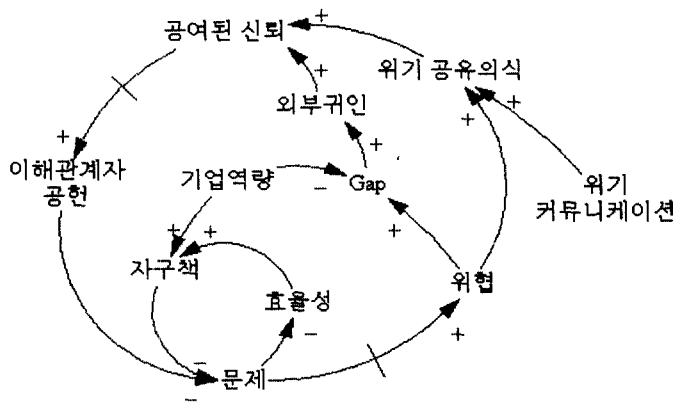 공여된 신뢰
위기 공유의식
외부귀인
이해관계자
공헌
기업역량
Gap
위기
커뮤니케이션
자구책
효율성
위협
문제
+
+
+
+
+
+
+
+
+
+
+
−
−
−
−